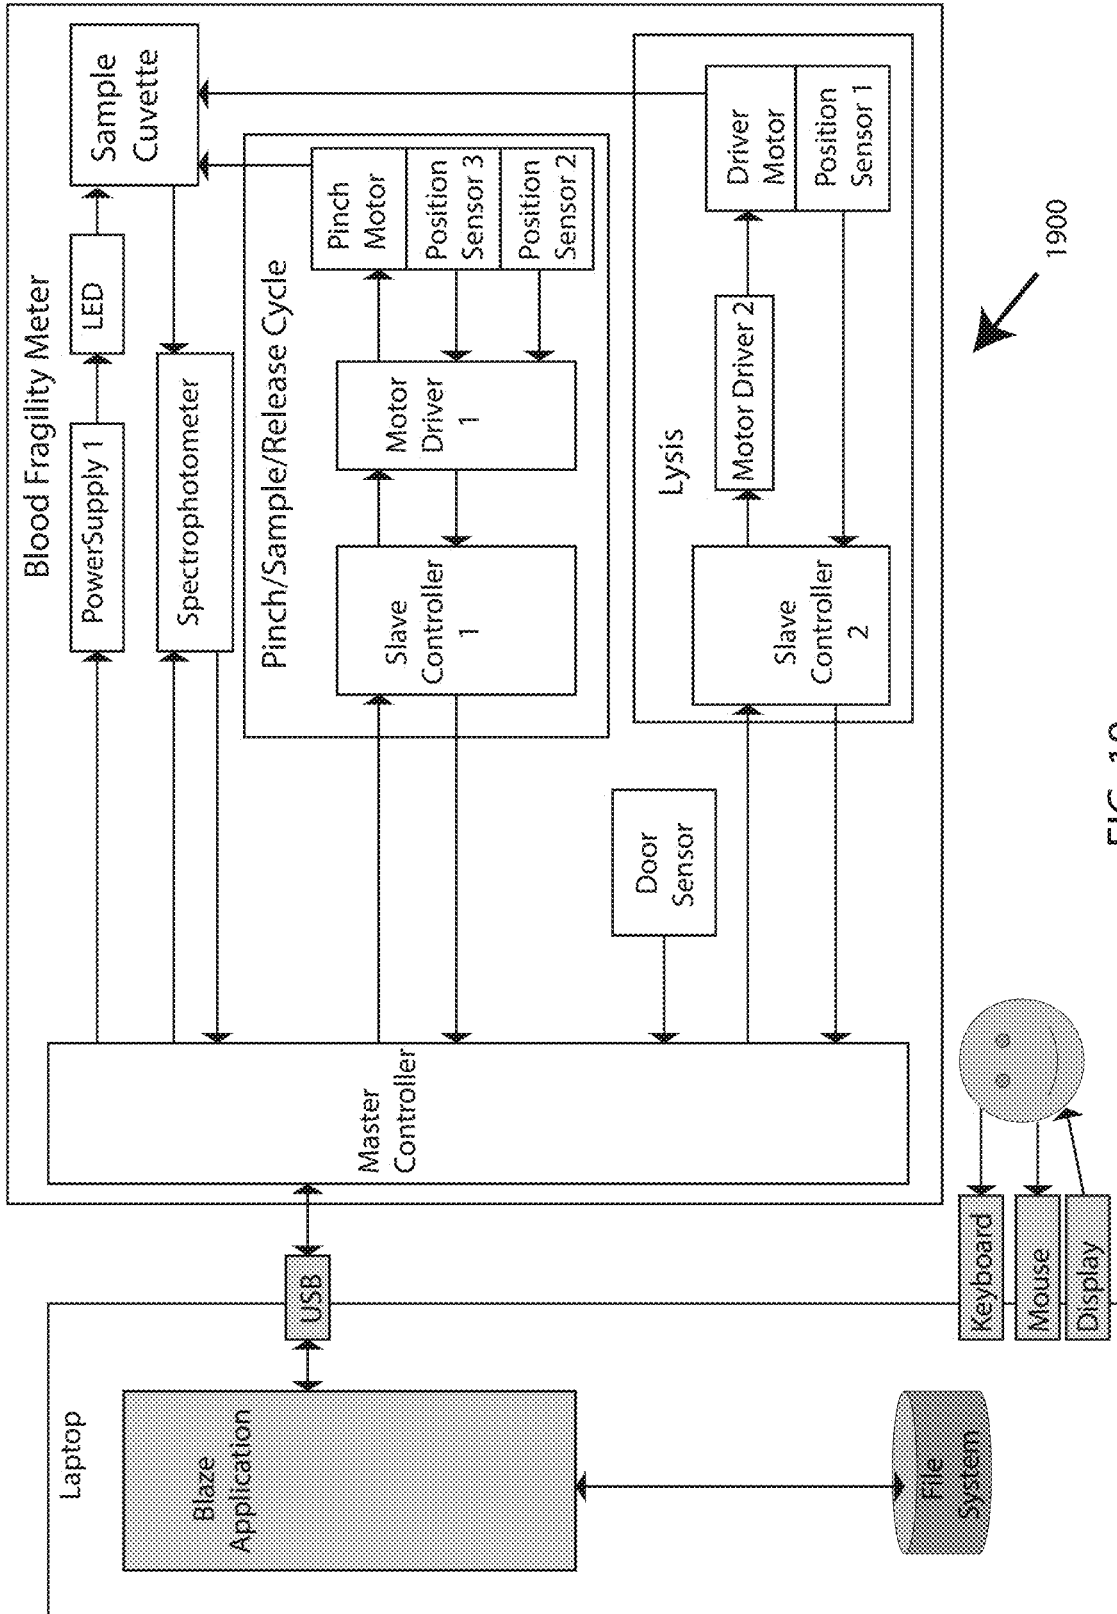 Laptop
Blaze
Application
File
System
USB
Keyboard
Mouse
Display
Blood Fragility Meter
Master
Controller
PowerSupply 1
LED
Sample
Cuvette
Spectrophotometer
Pinch/Sample/Release Cycle
Slave
Controller
1
Motor
Driver
1
Pinch
Motor
Position
Sensor 3
Position
Sensor 2
Door
Sensor
Lysis
Slave
Controller
2
Motor Driver 2
Driver
Motor
Position
Sensor 1
1900
FIG. 19